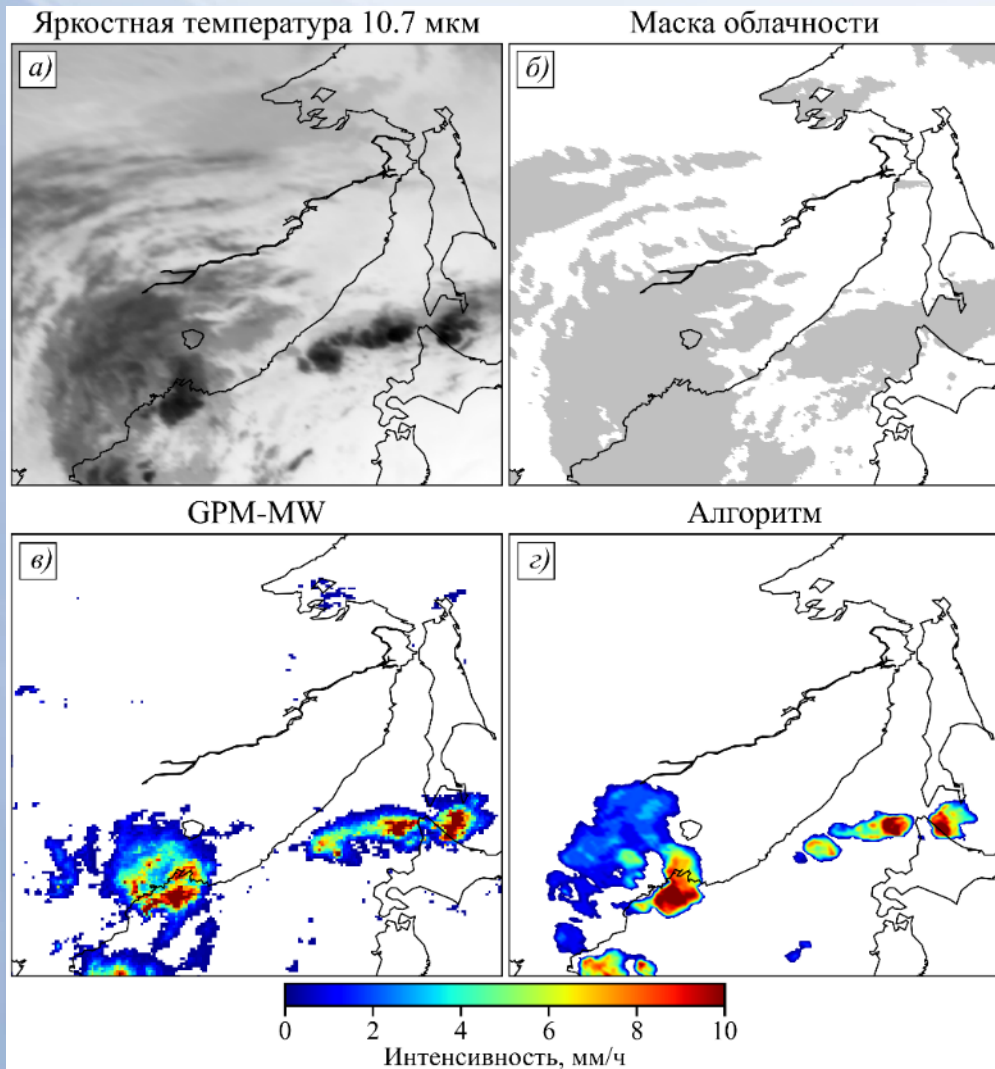 Яркостная температура 10.7 мкм
Маска облачности
а)
б)
GPM-MW
Алгоритм
в)
г)
0 2 4 6 8 10
Интенсивность, мм/ч